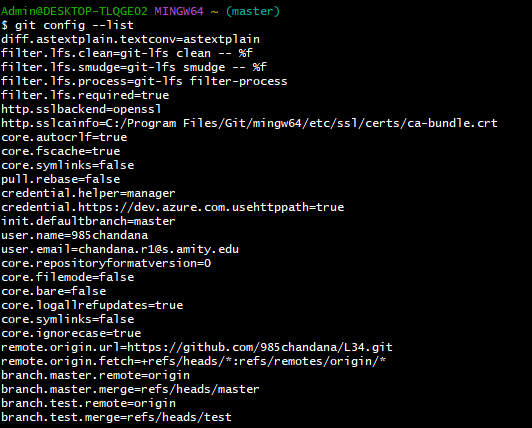 Admin@DESKTOP-TLQGEO2 MINGW64 ~ (master)
$ git config --list
diff.astextplain.textconv=astextplain
filter.lfs.clean=git-lfs clean -- %f
filter.lfs.smudge=git-lfs smudge -- %f
filter.lfs.process=git-lfs filter-process
filter.lfs.required=true
http.sslbackend=openssl
http.sslcainfo=C:/Program Files/Git/mingw64/etc/ssl/certs/ca-bundle.crt
core.autocrlf=true
core.fscache=true
core.symlinks=false
pull.rebase=false
credential.helper=manager
credential.https://dev.azure.com.usehttppath=true
init.defaultbranch=master
user.name=985chandana
user.email=chandana.r1@s.amity.edu
core.repositoryformatversion=0
core.filemode=false
core.bare=false
core.logallrefupdates=true
core.symlinks=false
core.ignorecase=true
remote.origin.url=https://github.com/985chandana/L34.git
remote.origin.fetch=+refs/heads/*:refs/remotes/origin/*
branch.master.remote=origin
branch.master.merge=refs/heads/master
branch.test.remote=origin
branch.test.merge=refs/heads/test